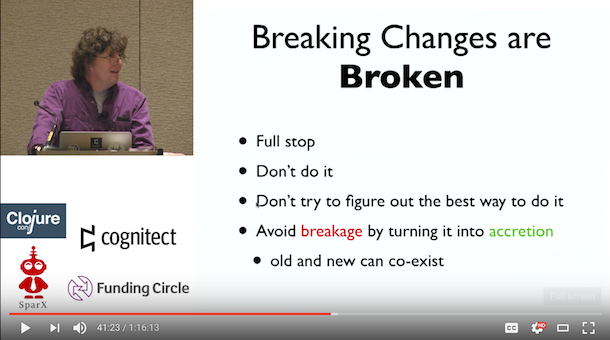 Breaking Changes are
Broken
• Full stop
• Don't do it
• Don't try to figure out the best way to do it
• Avoid breakage by turning it into accretion
• old and new can co-exist
Clojure
conj
cognitect
SparX
Funding Circle
41:23 / 1:16:13
CC
HD